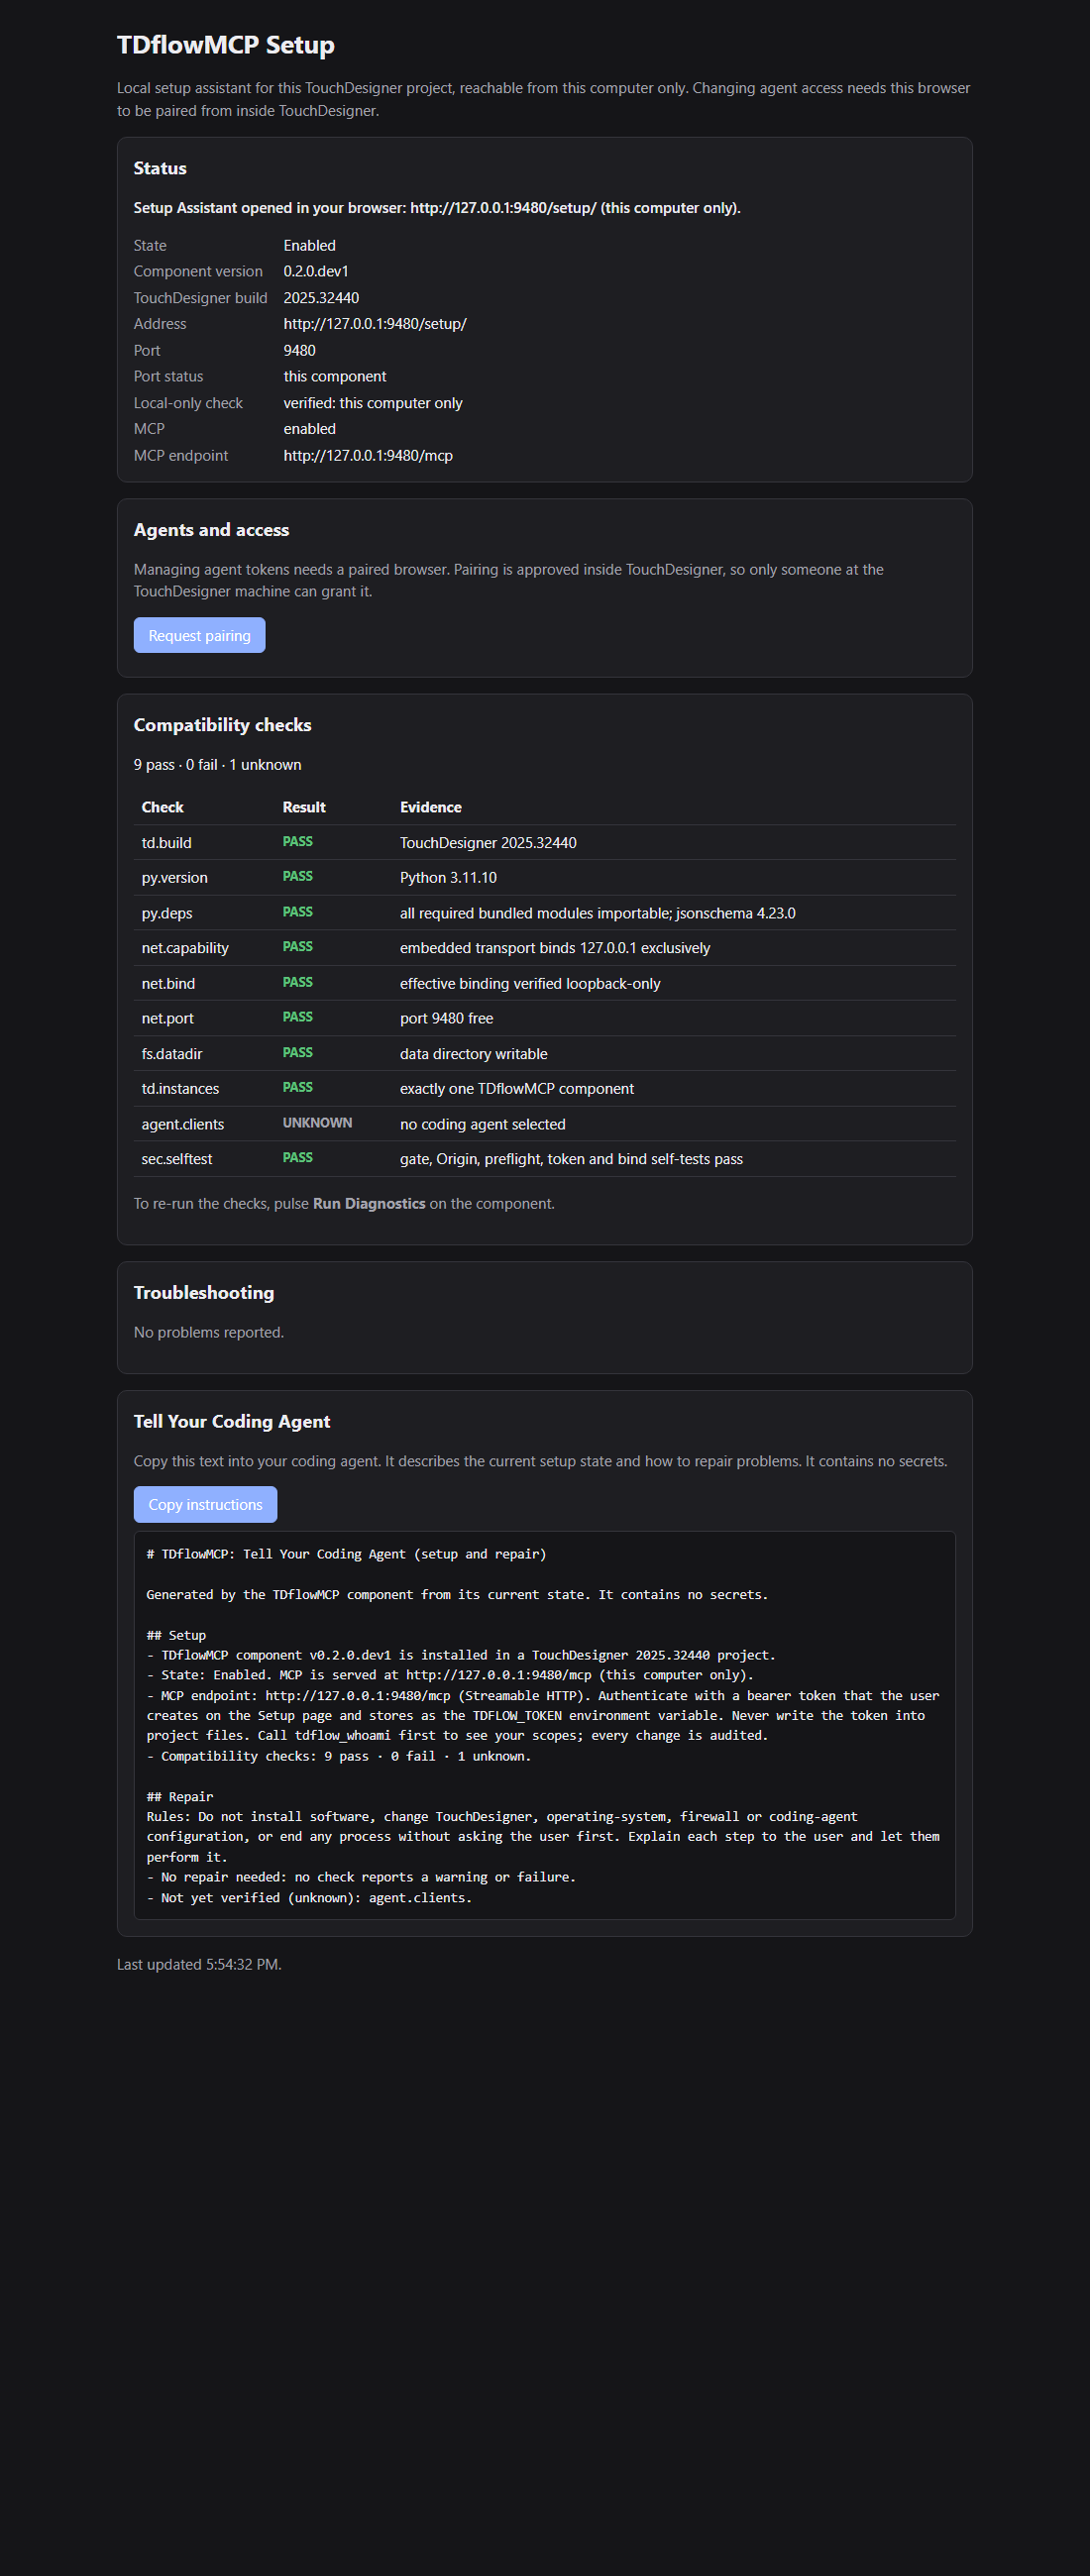 TDflowMCP Setup
Local setup assistant for this TouchDesigner project, reachable from this computer only. Changing agent access needs this browser
to be paired from inside TouchDesigner.
Status
Setup Assistant opened in your browser: http://127.0.0.1:9480/setup/ (this computer only).
State Enabled
Component version 0.2.0.dev1
TouchDesigner build 2025.32440
Address http://127.0.0.1:9480/setup/
Port 9480
Port status this component
Local-only check verified: this computer only
MCP enabled
MCP endpoint http://127.0.0.1:9480/mcp
Agents and access
Managing agent tokens needs a paired browser. Pairing is approved inside TouchDesigner, so only someone at the
TouchDesigner machine can grant it.
Request pairing
Compatibility checks
9 pass · 0 fail · 1 unknown
Check Result Evidence
td.build PASS TouchDesigner 2025.32440
py.version PASS Python 3.11.10
py.deps PASS all required bundled modules importable; jsonschema 4.23.0
net.capability PASS embedded transport binds 127.0.0.1 exclusively
net.bind PASS effective binding verified loopback-only
net.port PASS port 9480 free
fs.datadir PASS data directory writable
td.instances PASS exactly one TDflowMCP component
agent.clients UNKNOWN no coding agent selected
sec.selftest PASS gate, Origin, preflight, token and bind self-tests pass
To re-run the checks, pulse Run Diagnostics on the component.
Troubleshooting
No problems reported.
Tell Your Coding Agent
Copy this text into your coding agent. It describes the current setup state and how to repair problems. It contains no secrets.
Copy instructions
# TDflowMCP: Tell Your Coding Agent (setup and repair)
Generated by the TDflowMCP component from its current state. It contains no secrets.
## Setup
- TDflowMCP component v0.2.0.dev1 is installed in a TouchDesigner 2025.32440 project.
- State: Enabled. MCP is served at http://127.0.0.1:9480/mcp (this computer only).
- MCP endpoint: http://127.0.0.1:9480/mcp (Streamable HTTP). Authenticate with a bearer token that the user
creates on the Setup page and stores as the TDFLOW_TOKEN environment variable. Never write the token into
project files. Call tdflow_whoami first to see your scopes; every change is audited.
- Compatibility checks: 9 pass · 0 fail · 1 unknown.
## Repair
Rules: Do not install software, change TouchDesigner, operating-system, firewall or coding-agent
configuration, or end any process without asking the user first. Explain each step to the user and let them
perform it.
- No repair needed: no check reports a warning or failure.
- Not yet verified (unknown): agent.clients.
Last updated 5:54:32 PM.